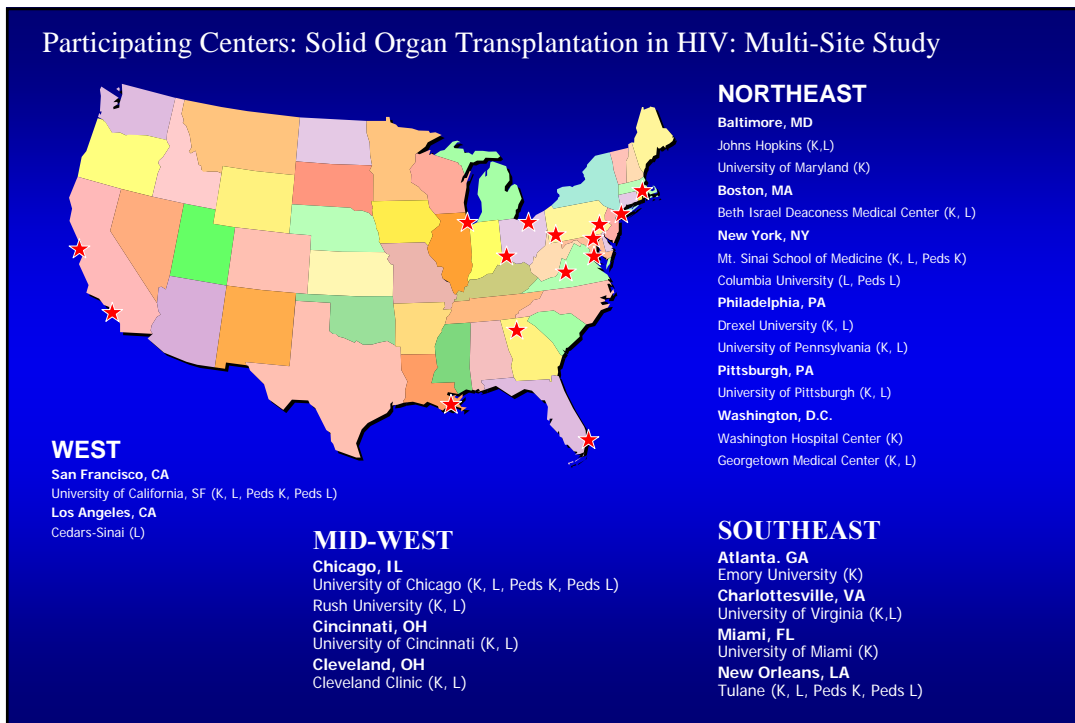 Participating Centers: Solid Organ Transplantation in HIV: Multi-Site Study
NORTHEAST
Baltimore, MD
Johns Hopkins (K,L)
University of Maryland (K)
Boston, MA
Beth Israel Deaconess Medical Center (K, L)
New York, NY
Mt. Sinai School of Medicine (K, L, Peds K)
Columbia University (L, Peds L)
Philadelphia, PA
Drexel University (K, L)
University of Pennsylvania (K, L)
Pittsburgh, PA
University of Pittsburgh (K, L)
Washington, D.C.
Washington Hospital Center (K)
Georgetown Medical Center (K, L)
WEST
San Francisco, CA
University of California, SF (K, L, Peds K, Peds L)
Los Angeles, CA
Cedars-Sinai (L)
MID-WEST
Chicago, IL
University of Chicago (K, L, Peds K, Peds L)
Rush University (K, L)
Cincinnati, OH
University of Cincinnati (K, L)
Cleveland, OH
Cleveland Clinic (K, L)
SOUTHEAST
Atlanta. GA
Emory University (K)
Charlottesville, VA
University of Virginia (K,L)
Miami, FL
University of Miami (K)
New Orleans, LA
Tulane (K, L, Peds K, Peds L)